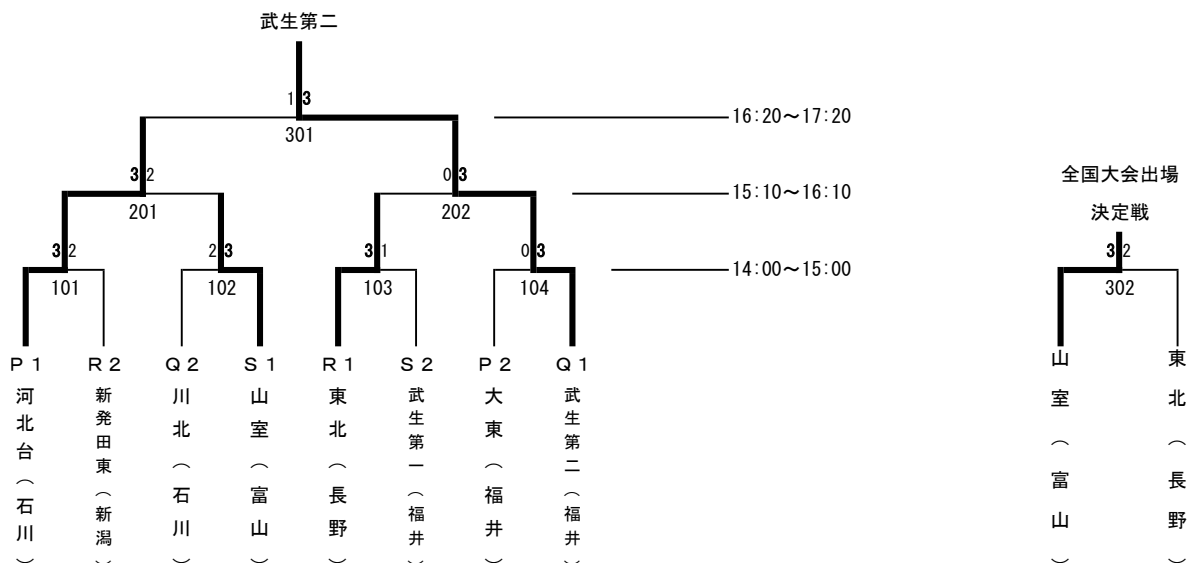 武生第二
1 3
16:20～17:20
301
3 2
0 3
15:10～16:10
全国大会出場
決定戦
201
202
3 2
2 3
3 1
0 3
14:00～15:00
3 2
101
102
103
104
302
Ｐ１
Ｒ２
Ｑ２
Ｓ１
Ｒ１
Ｓ２
Ｐ２
Ｑ１
河北台（石川）
新発田東（新潟）
川北（石川）
山室（富山）
東北（長野）
武生第一（福井）
大東（福井）
武生第二（福井）
山室（富山）
東北（長野）